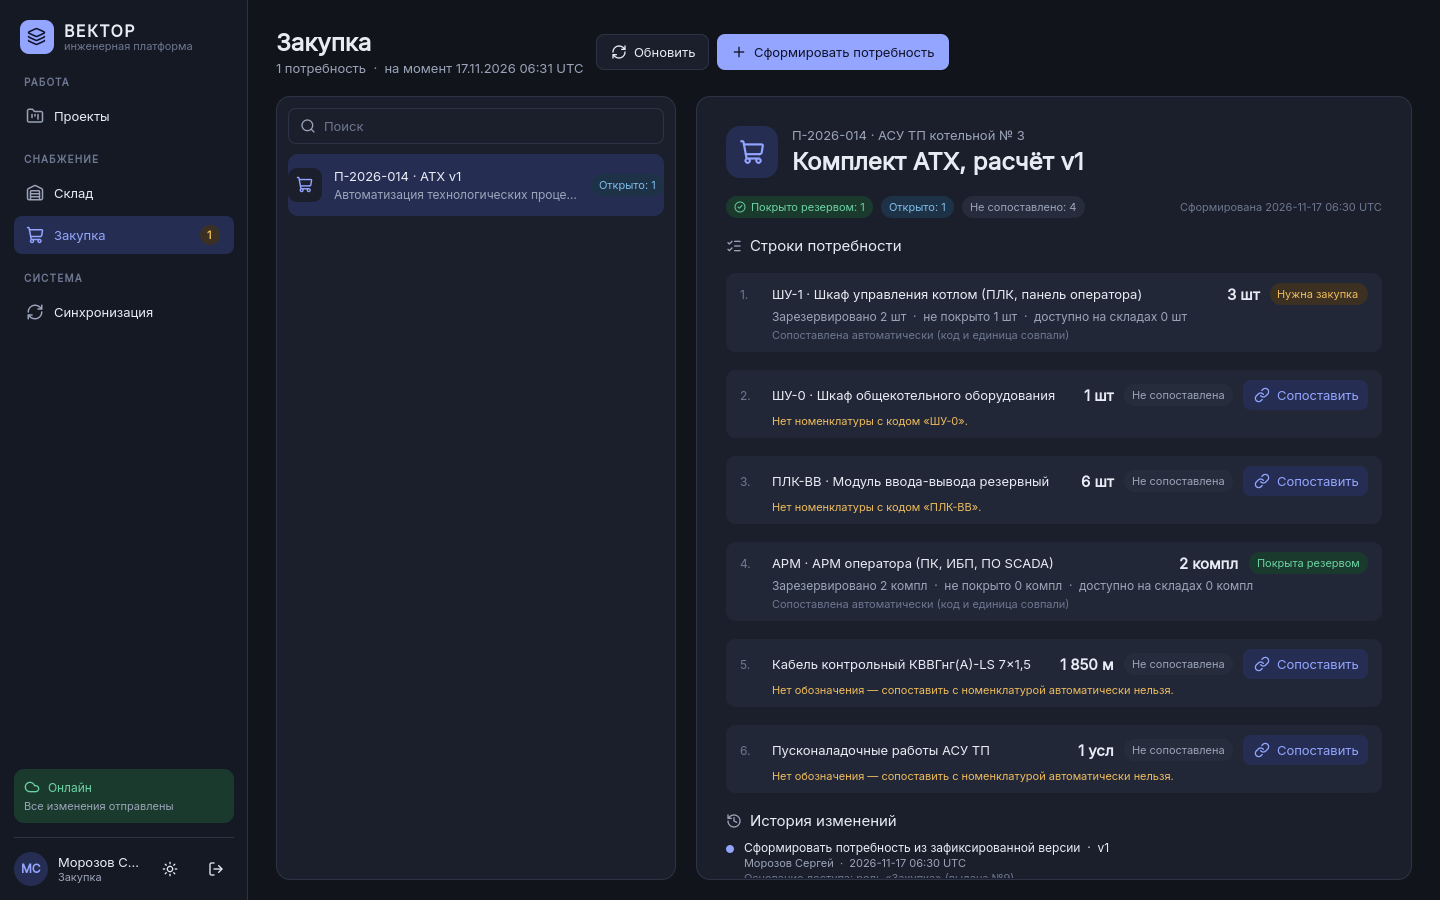 ВЕКТОР
инженерная платформа
РАБОТА
Проекты
СНАБЖЕНИЕ
Склад
Закупка 1
СИСТЕМА
Синхронизация
Онлайн
Все изменения отправлены
МС
Морозов С...
Закупка
Закупка
1 потребность · на момент 17.11.2026 06:31 UTC
Обновить
Сформировать потребность
Поиск
П-2026-014 · АТХ v1
Автоматизация технологических проце...
Открыто: 1
П-2026-014 · АСУ ТП котельной № 3
Комплект АТХ, расчёт v1
Покрыто резервом: 1
Открыто: 1
Не сопоставлено: 4
Сформирована 2026-11-17 06:30 UTC
Строки потребности
1. ШУ-1 · Шкаф управления котлом (ПЛК, панель оператора) 3 шт Нужна закупка
Зарезервировано 2 шт · не покрыто 1 шт · доступно на складах 0 шт
Сопоставлена автоматически (код и единица совпали)
2. ШУ-0 · Шкаф общекотельного оборудования 1 шт Не сопоставлена Сопоставить
Нет номенклатуры с кодом «ШУ-0».
3. ПЛК-ВВ · Модуль ввода-вывода резервный 6 шт Не сопоставлена Сопоставить
Нет номенклатуры с кодом «ПЛК-ВВ».
4. АРМ · АРМ оператора (ПК, ИБП, ПО SCADA) 2 компл Покрыта резервом
Зарезервировано 2 компл · не покрыто 0 компл · доступно на складах 0 компл
Сопоставлена автоматически (код и единица совпали)
5. Кабель контрольный КВВГнг(А)-LS 7×1,5 1 850 м Не сопоставлена Сопоставить
Нет обозначения — сопоставить с номенклатурой автоматически нельзя.
6. Пусконаладочные работы АСУ ТП 1 усл Не сопоставлена Сопоставить
Нет обозначения — сопоставить с номенклатурой автоматически нельзя.
История изменений
Сформировать потребность из зафиксированной версии · v1
Морозов Сергей · 2026-11-17 06:30 UTC
Основание доступа: роль «Закупка» (выдача №9)